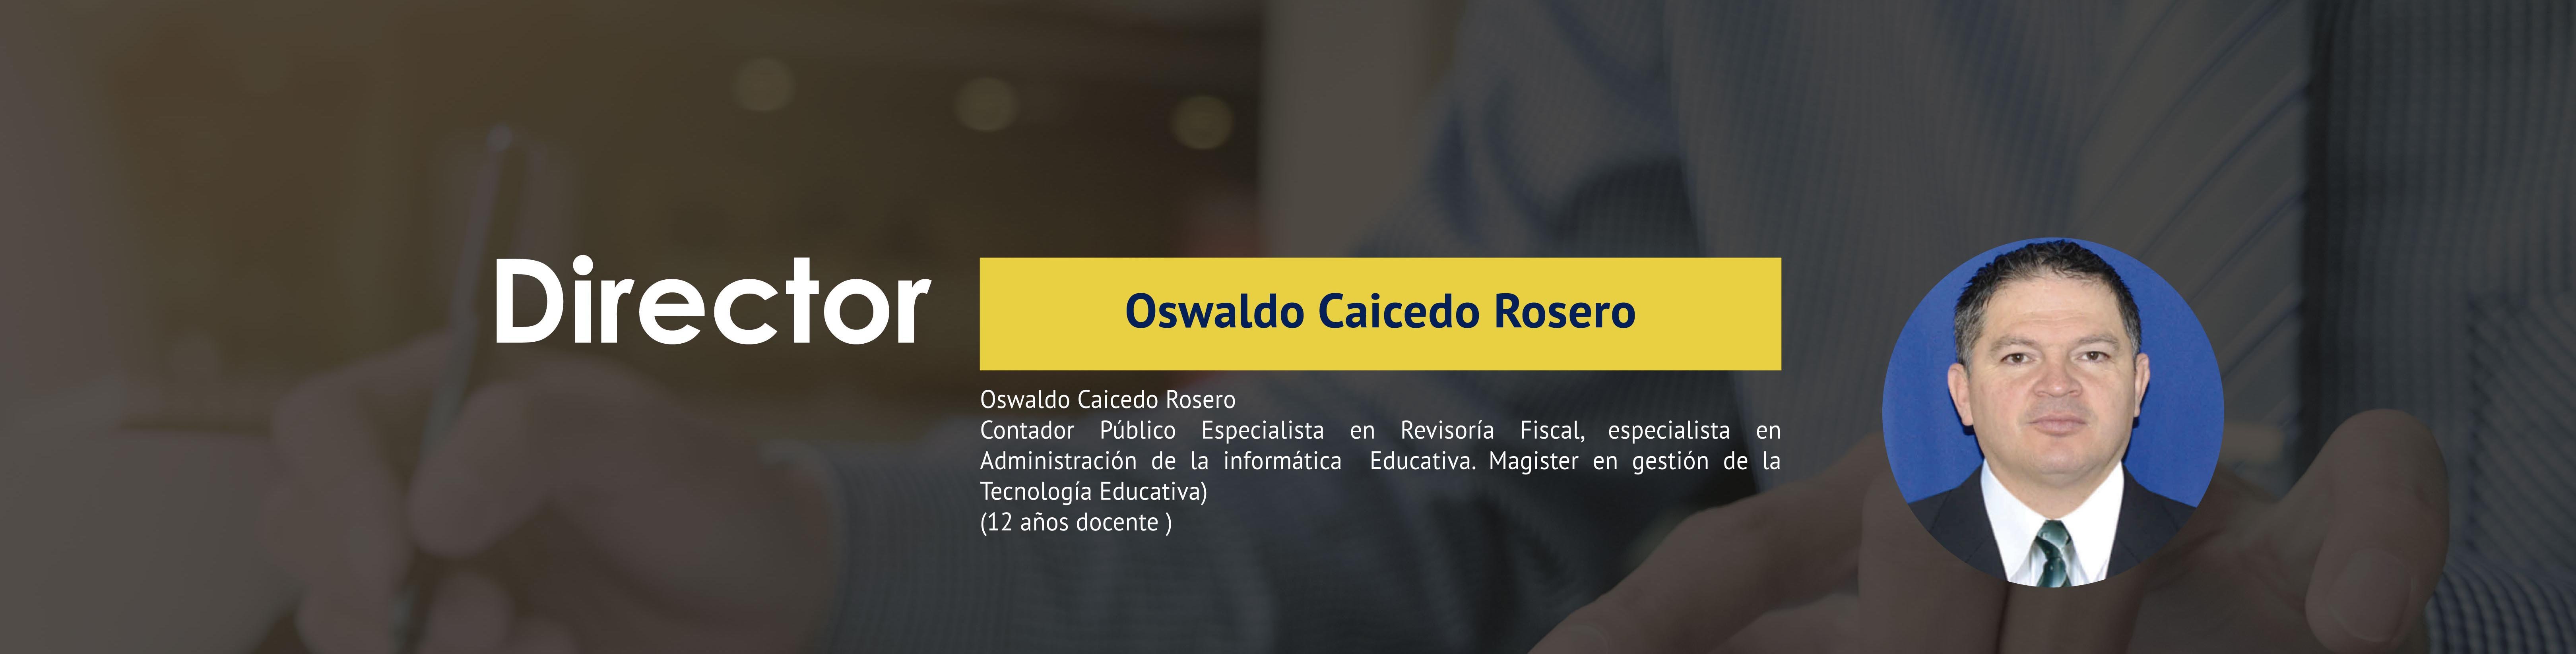 Director
Oswaldo Caicedo Rosero
Oswaldo Caicedo Rosero
Contador Público Especialista en Revisoría Fiscal, especialista en
Administración de la informática Educativa. Magister en gestión de la
Tecnología Educativa)
(12 años docente )